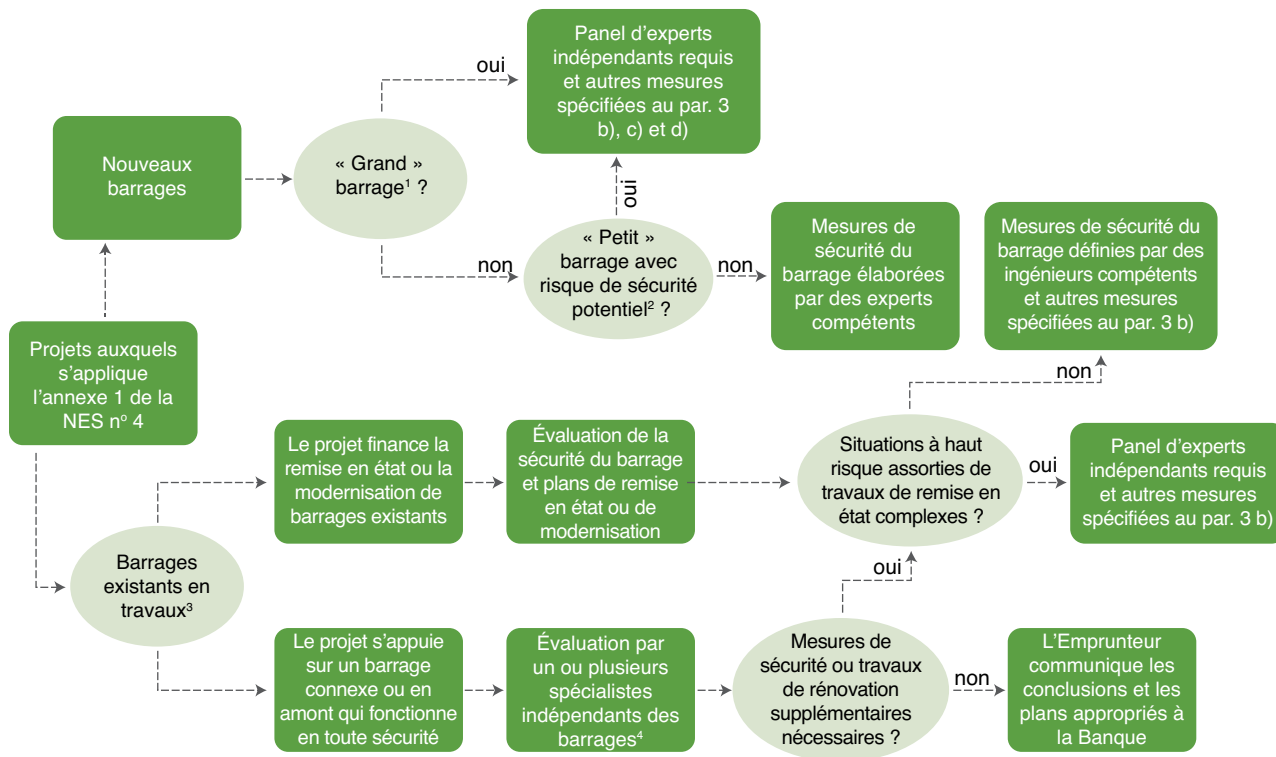 Panel d'experts
indépendants requis
et autres mesures
spécifiées au par. 3
b), c) et d)
oui
Nouveaux
barrages
« Grand »
barrage¹ ?
oui
non
« Petit »
barrage avec
risque de sécurité
potentiel² ?
non
Mesures de
sécurité du
barrage élaborées
par des experts
compétents
Mesures de sécurité du
barrage définies par des
ingénieurs compétents
et autres mesures
spécifiées au par. 3 b)
Projets auxquels
s'applique
l'annexe 1 de la
NES nº 4
non
Le projet finance la
remise en état ou la
modernisation de
barrages existants
Évaluation de la
sécurité du barrage
et plans de remise
en état ou de
modernisation
Situations à haut
risque assorties de
travaux de remise en
état complexes ?
oui
Panel d'experts
indépendants requis
et autres mesures
spécifiées au par. 3 b)
Barrages
existants en
travaux³
oui
Le projet s'appuie
sur un barrage
connexe ou en
amont qui fonctionne
en toute sécurité
Évaluation par
un ou plusieurs
spécialistes
indépendants des
barrages⁴
Mesures de
sécurité ou travaux
de rénovation
supplémentaires
nécessaires ?
non
L'Emprunteur
communique les
conclusions et les
plans appropriés à
la Banque